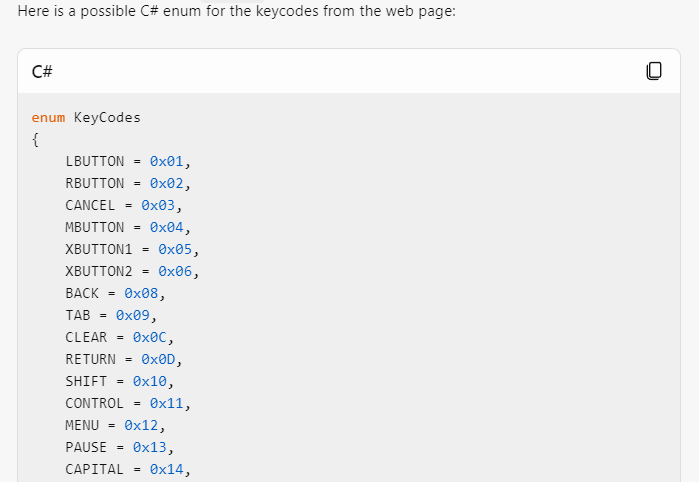 Here is a possible C# enum for the keycodes from the web page:
C#
enum KeyCodes
{
    LBUTTON = 0x01,
    RBUTTON = 0x02,
    CANCEL = 0x03,
    MBUTTON = 0x04,
    XBUTTON1 = 0x05,
    XBUTTON2 = 0x06,
    BACK = 0x08,
    TAB = 0x09,
    CLEAR = 0x0C,
    RETURN = 0x0D,
    SHIFT = 0x10,
    CONTROL = 0x11,
    MENU = 0x12,
    PAUSE = 0x13,
    CAPITAL = 0x14,